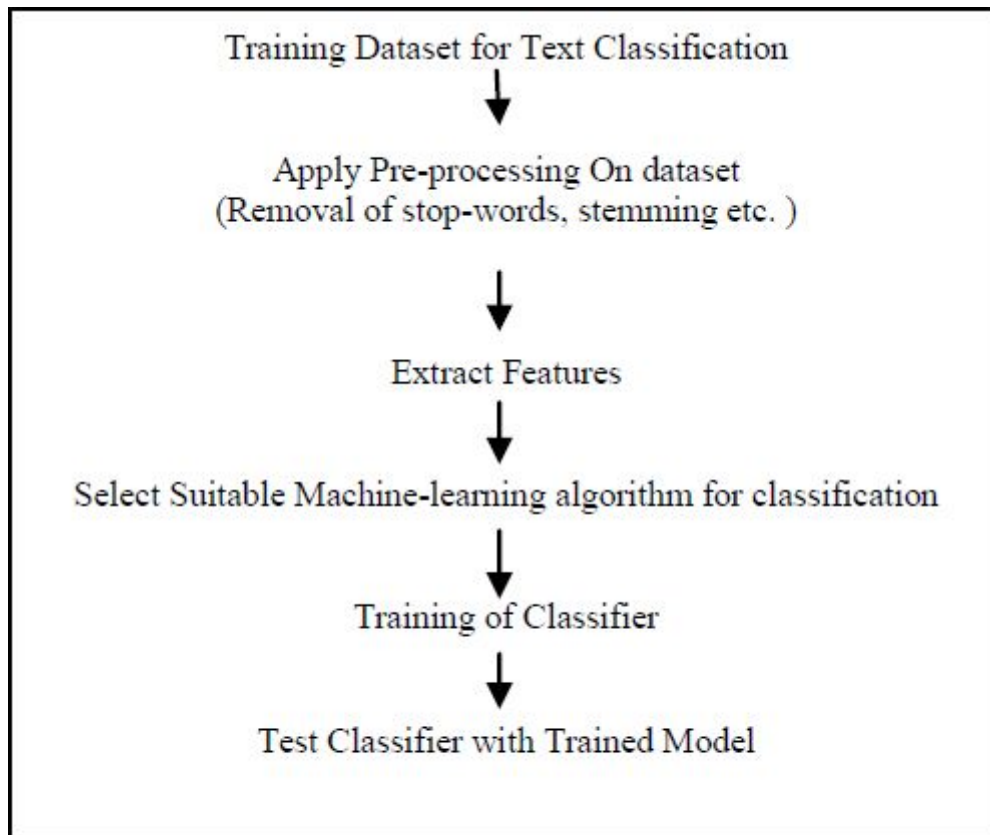 Training Dataset for Text Classification
Apply Pre-processing On dataset
(Removal of stop-words, stemming etc. )
Extract Features
Select Suitable Machine-learning algorithm for classification
Training of Classifier
Test Classifier with Trained Model